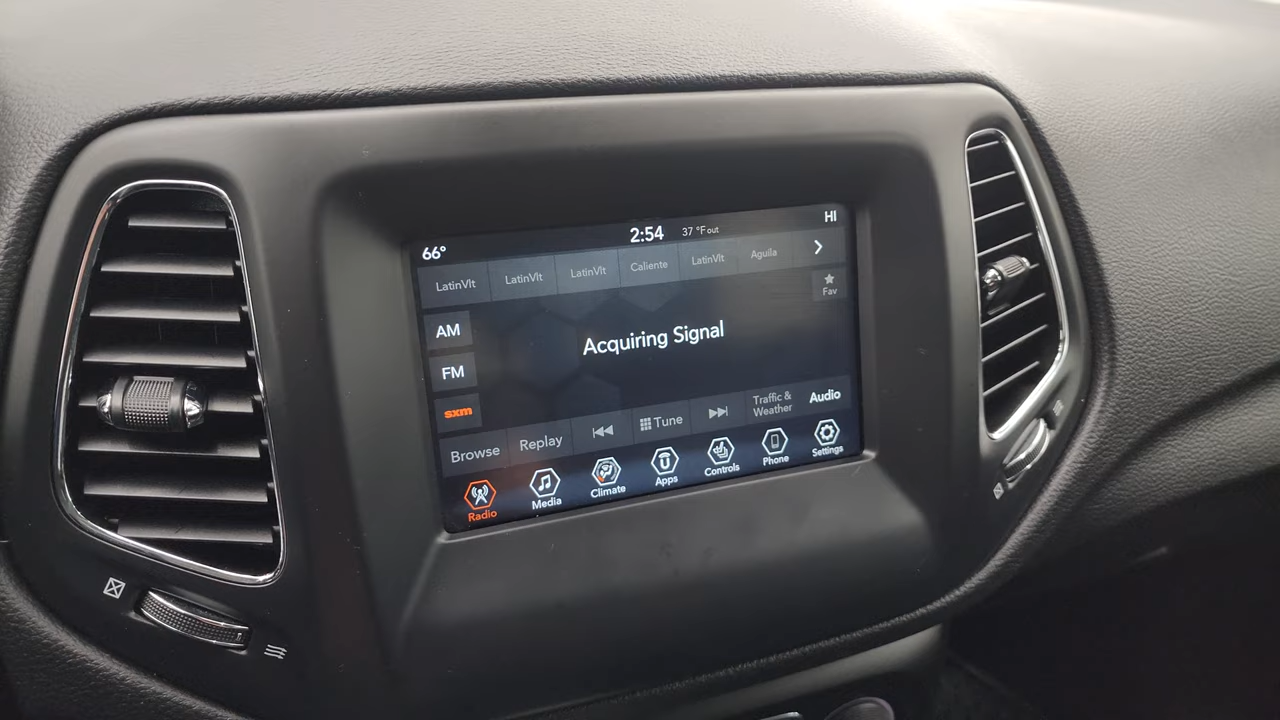 66° 2:54 37 °F out HI
LatinVlt LatinVlt LatinVlt Caliente LatinVlt Aguila
Fav
AM
Acquiring Signal
FM
sxm
Browse Replay Tune Traffic & Weather Audio
Radio Media Climate Apps Controls Phone Settings